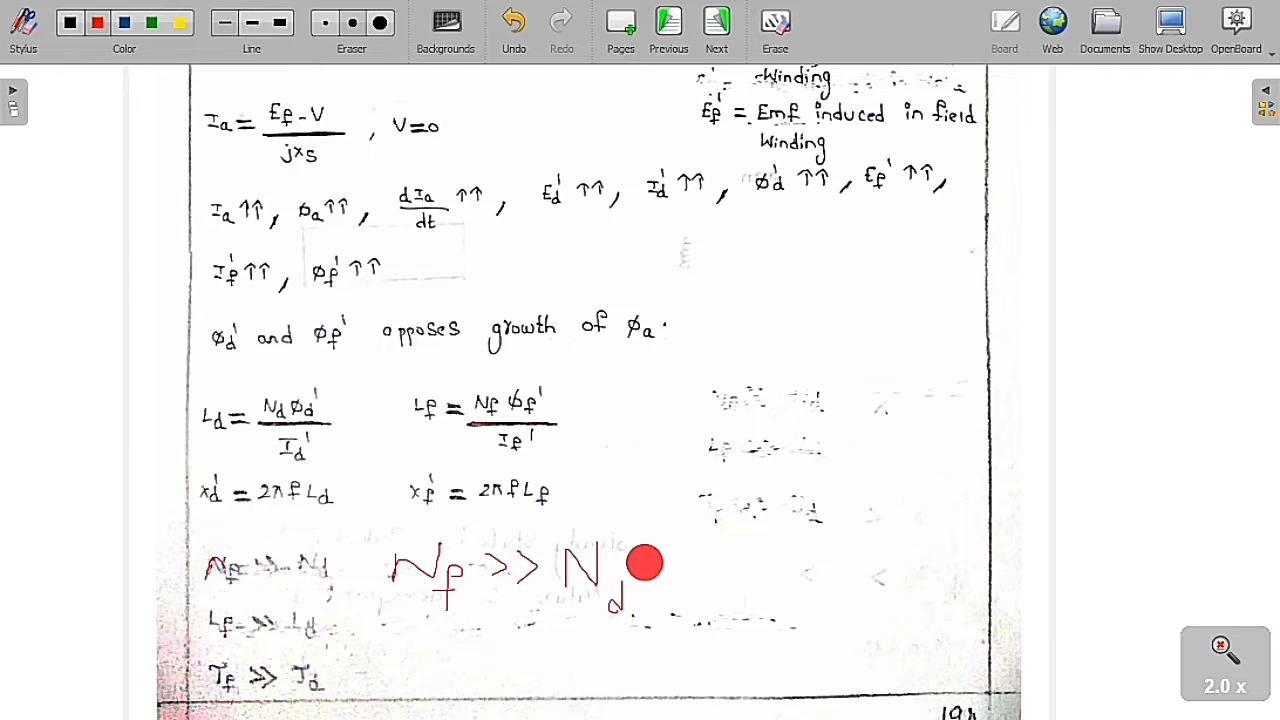 Stylus Color Line Eraser Backgrounds Undo Redo Pages Previous Next Erase Board Web Documents Show Desktop OpenBoard
Winding
Ia = Ef - V / jxs , V=0
Ef' = Emf induced in field
Winding
Ia ↑↑, Φa ↑↑, dIa/dt ↑↑, Ed' ↑↑, Id' ↑↑, Φd' ↑↑, Ef' ↑↑,
If' ↑↑, Φf' ↑↑
Φd' and Φf' opposes growth of Φa.
Ld = Nd Φd' / Id' Lf = Nf Φf' / If'
xd' = 2π f Ld xf' = 2π f Lf
Nf >> Nd Nf >> Nd
Lf >> Ld
Tf >> Td
2.0 x